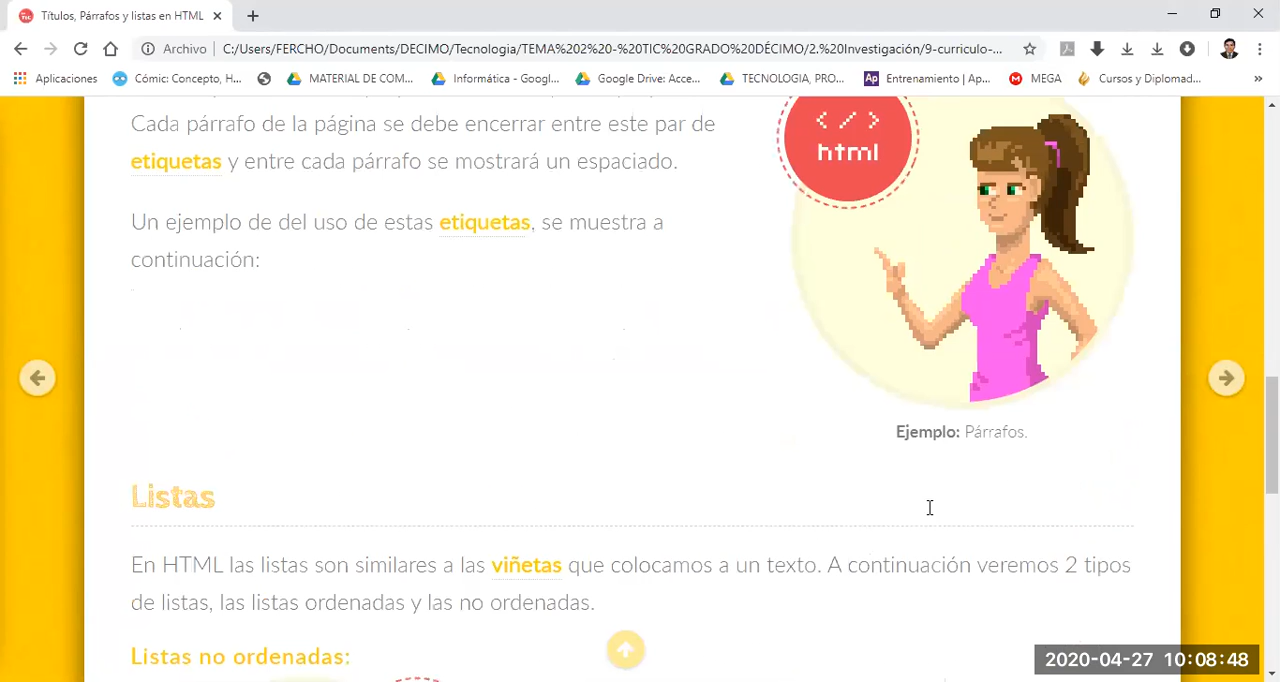 Títulos, Párrafos y listas en HTML
Archivo C:/Users/FERCHO/Documents/DECIMO/Tecnologia/TEMA%202%20-%20TIC%20GRADO%20DÉCIMO/2.%20Investigación/9-curriculo-...
Aplicaciones Cómic: Concepto, H... MATERIAL DE COM... Informática - Googl... Google Drive: Acce... TECNOLOGIA, PRO... Ap Entrenamiento | Ap... M MEGA Cursos y Diplomad... »
Cada párrafo de la página se debe encerrar entre este par de
etiquetas y entre cada párrafo se mostrará un espaciado.
Un ejemplo de del uso de estas etiquetas, se muestra a
continuación:
</>
html
Ejemplo: Párrafos.
Listas
En HTML las listas son similares a las viñetas que colocamos a un texto. A continuación veremos 2 tipos
de listas, las listas ordenadas y las no ordenadas.
Listas no ordenadas:
2020-04-27 10:08:48